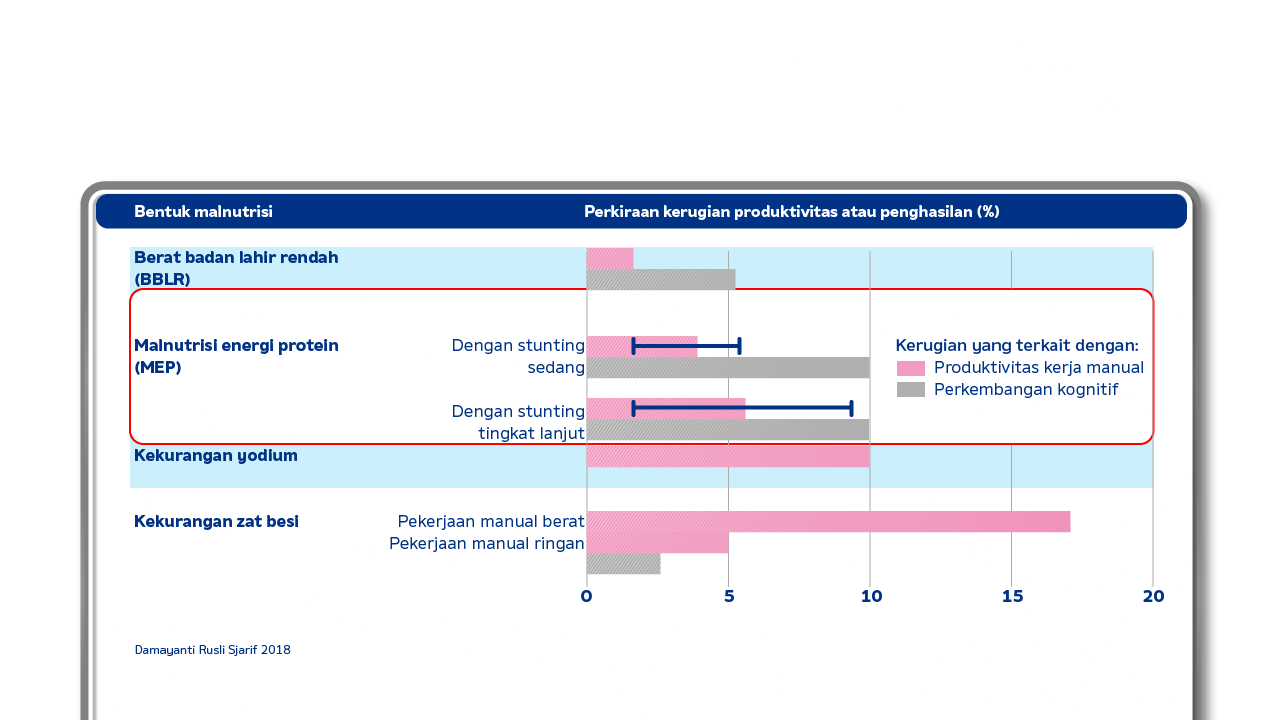 Bentuk malnutrisi
Perkiraan kerugian produktivitas atau penghasilan (%)
Berat badan lahir rendah
(BBLR)
Malnutrisi energi protein
(MEP)
Dengan stunting
sedang
Dengan stunting
tingkat lanjut
Kerugian yang terkait dengan:
Produktivitas kerja manual
Perkembangan kognitif
Kekurangan yodium
Kekurangan zat besi
Pekerjaan manual berat
Pekerjaan manual ringan
0 5 10 15 20
Damayanti Rusli Sjarif 2018